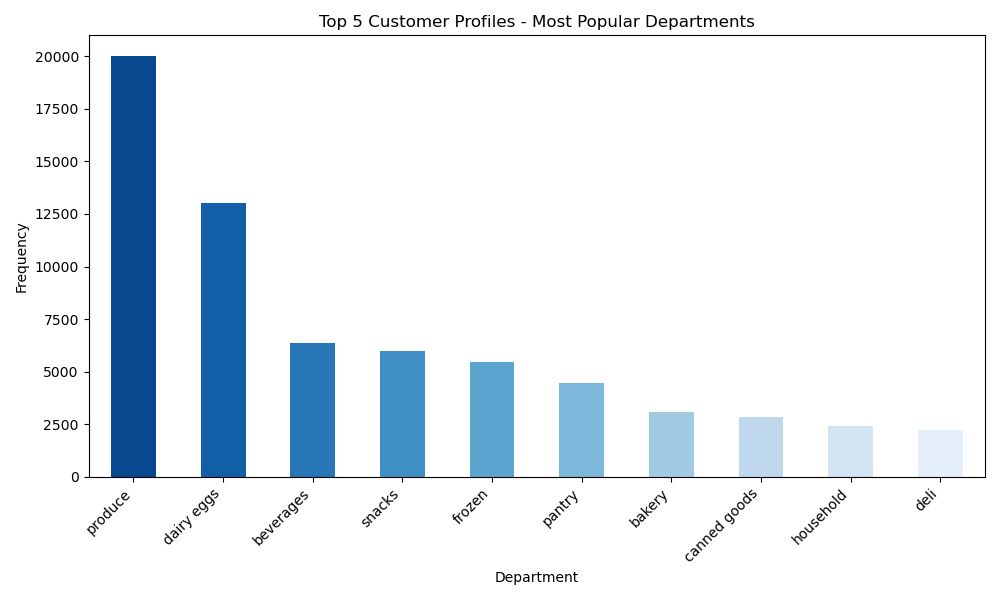 Top 5 Customer Profiles - Most Popular Departments
Frequency
20000
17500
15000
12500
10000
7500
5000
2500
0
produce
dairy eggs
beverages
snacks
frozen
pantry
bakery
canned goods
household
deli
Department